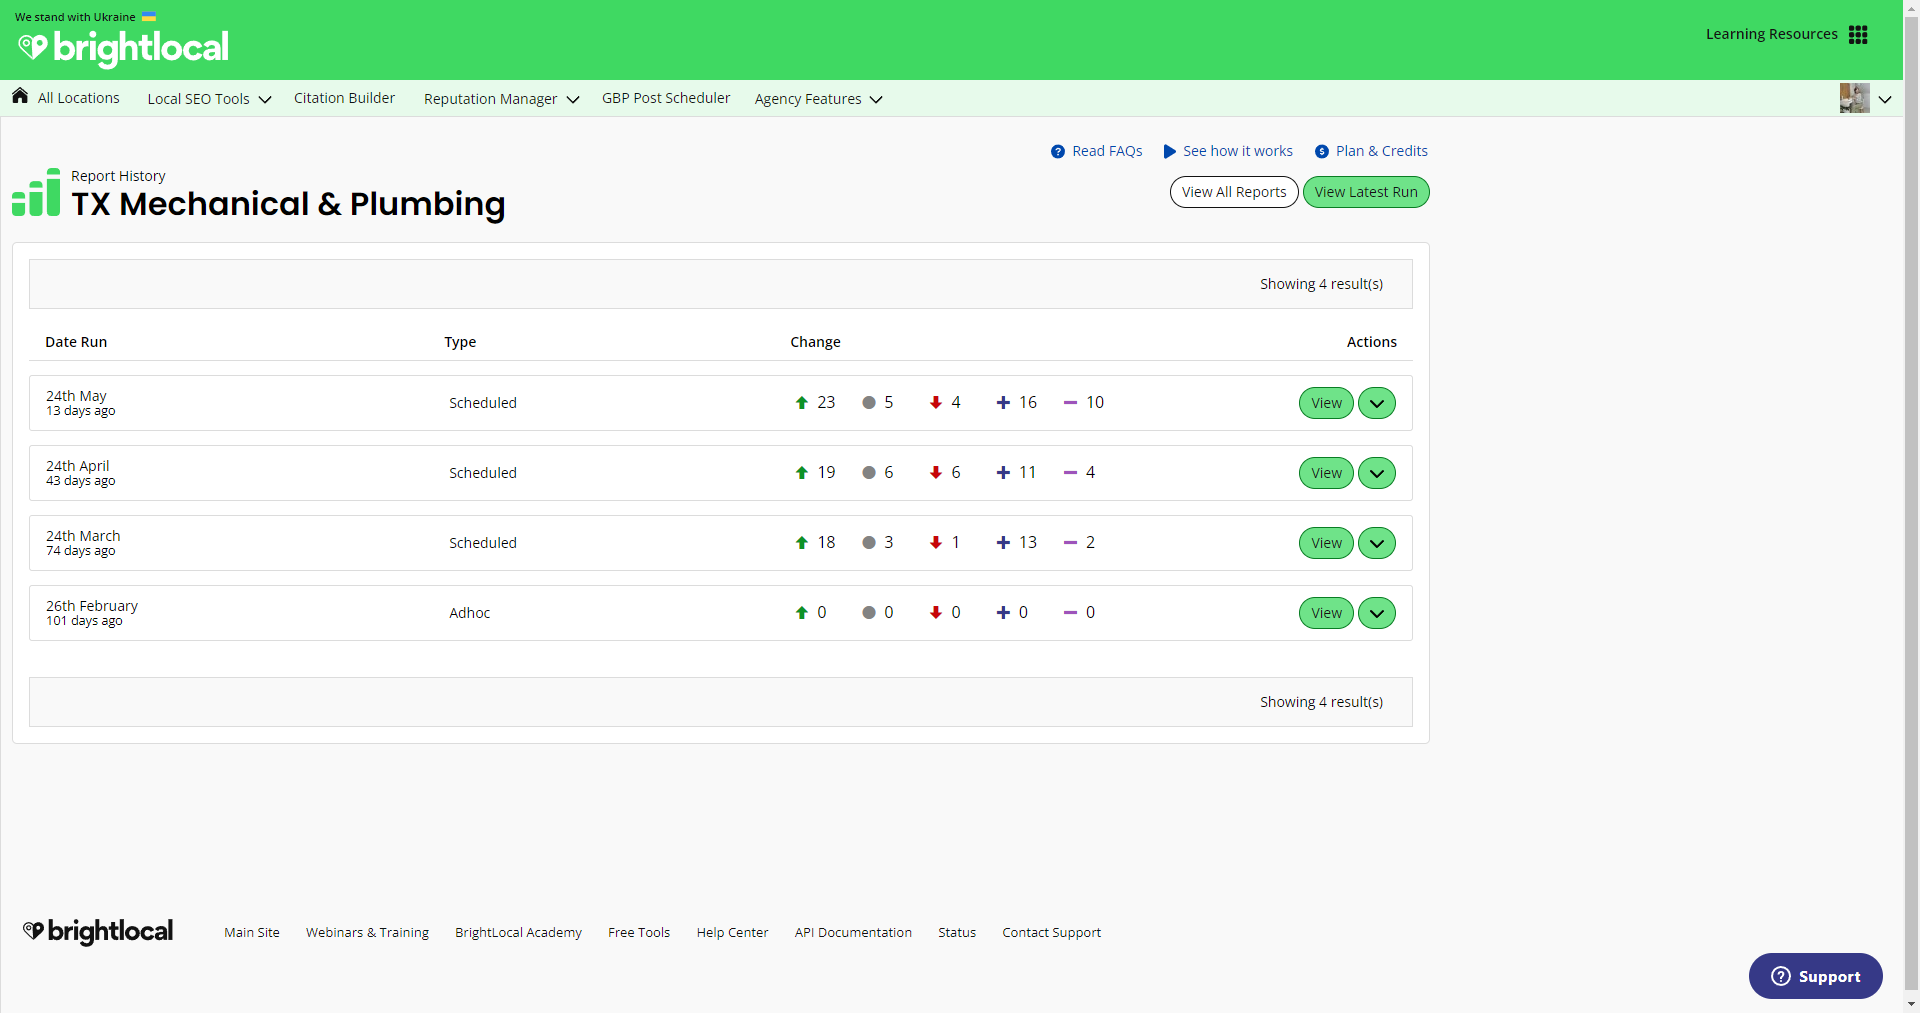 We stand with Ukraine
brightlocal
Learning Resources
All Locations Local SEO Tools Citation Builder Reputation Manager GBP Post Scheduler Agency Features
Read FAQs See how it works Plan & Credits
Report History
TX Mechanical & Plumbing
View All Reports View Latest Run
Showing 4 result(s)
Date Run Type Change Actions
24th May
13 days ago
Scheduled 23 5 4 16 10 View
24th April
43 days ago
Scheduled 19 6 6 11 4 View
24th March
74 days ago
Scheduled 18 3 1 13 2 View
26th February
101 days ago
Adhoc 0 0 0 0 0 View
Showing 4 result(s)
brightlocal Main Site Webinars & Training BrightLocal Academy Free Tools Help Center API Documentation Status Contact Support
Support